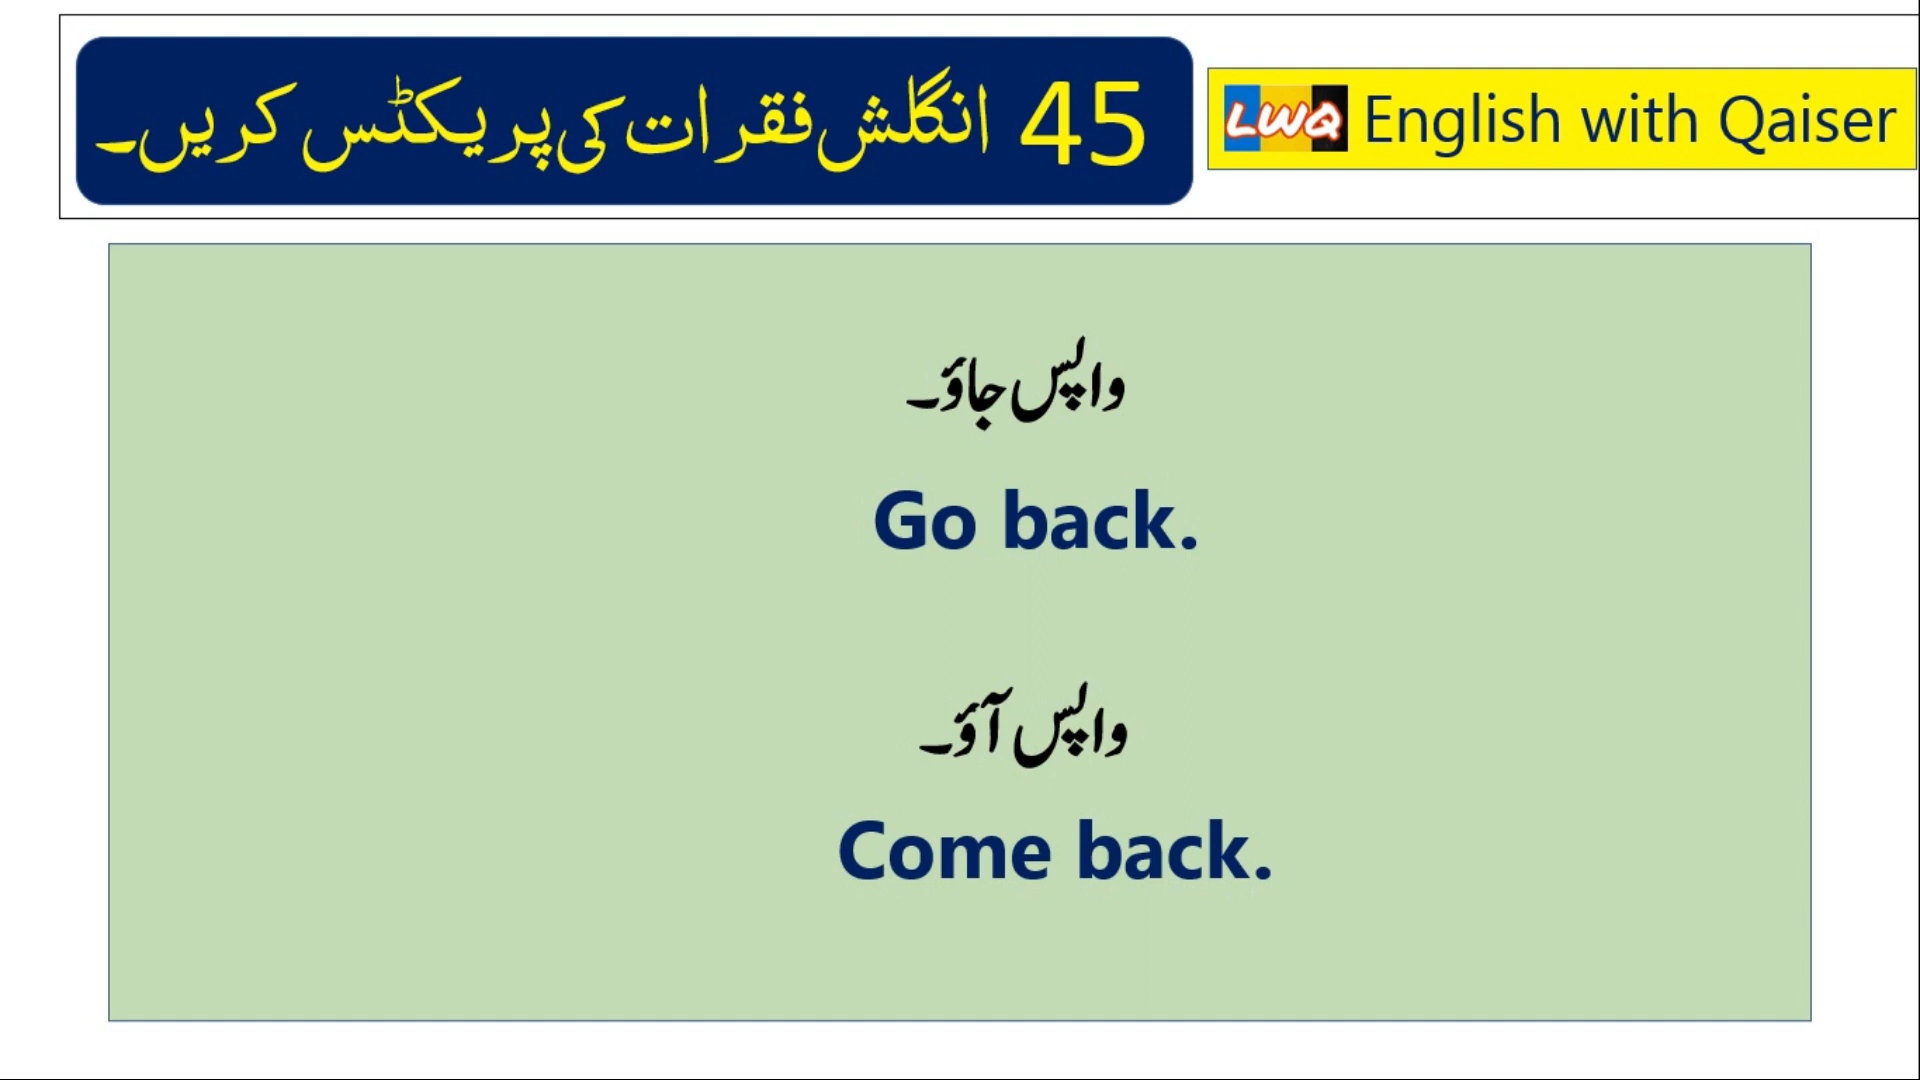 45 انگلش فقرات کی پریکٹس کریں۔
LWQ English with Qaiser
واپس جاؤ۔
Go back.
واپس آؤ۔
Come back.